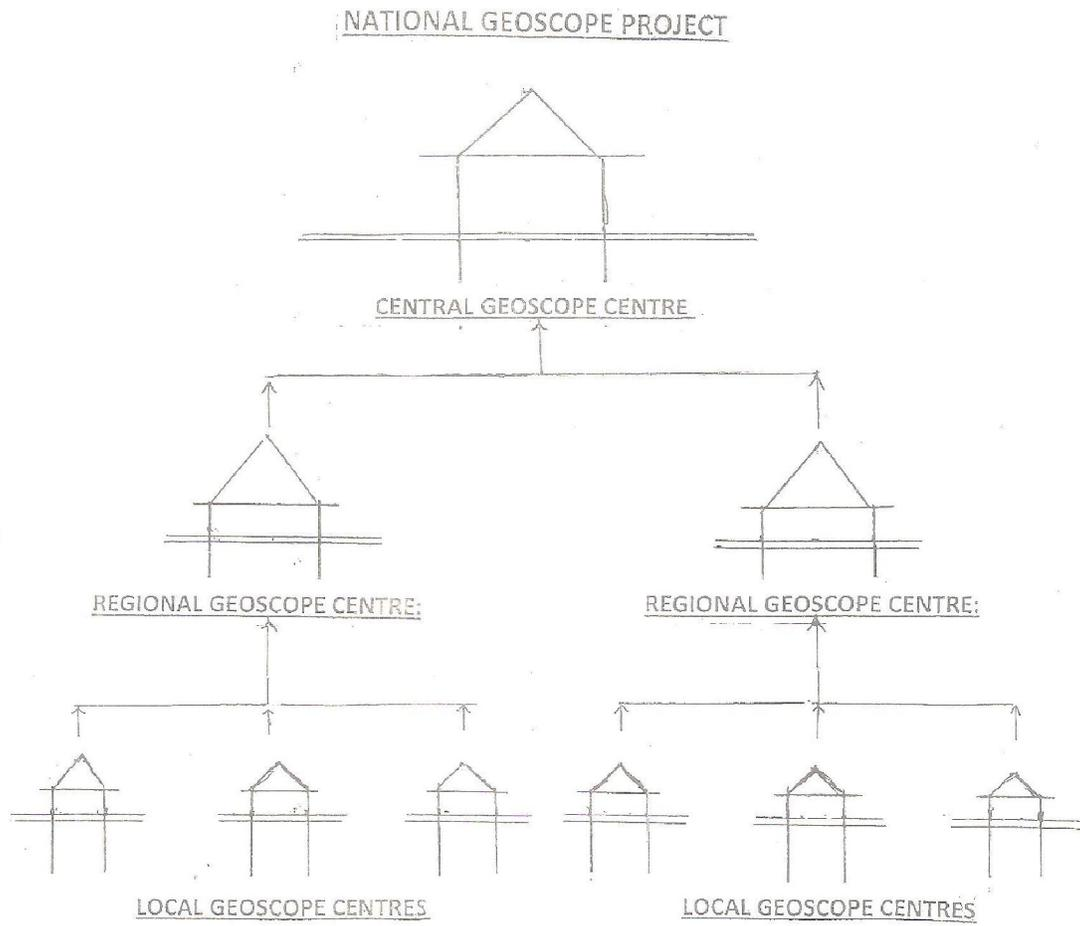 NATIONAL GEOSCOPE PROJECT
CENTRAL GEOSCOPE CENTRE
REGIONAL GEOSCOPE CENTRE:
REGIONAL GEOSCOPE CENTRE:
LOCAL GEOSCOPE CENTRES
LOCAL GEOSCOPE CENTRES